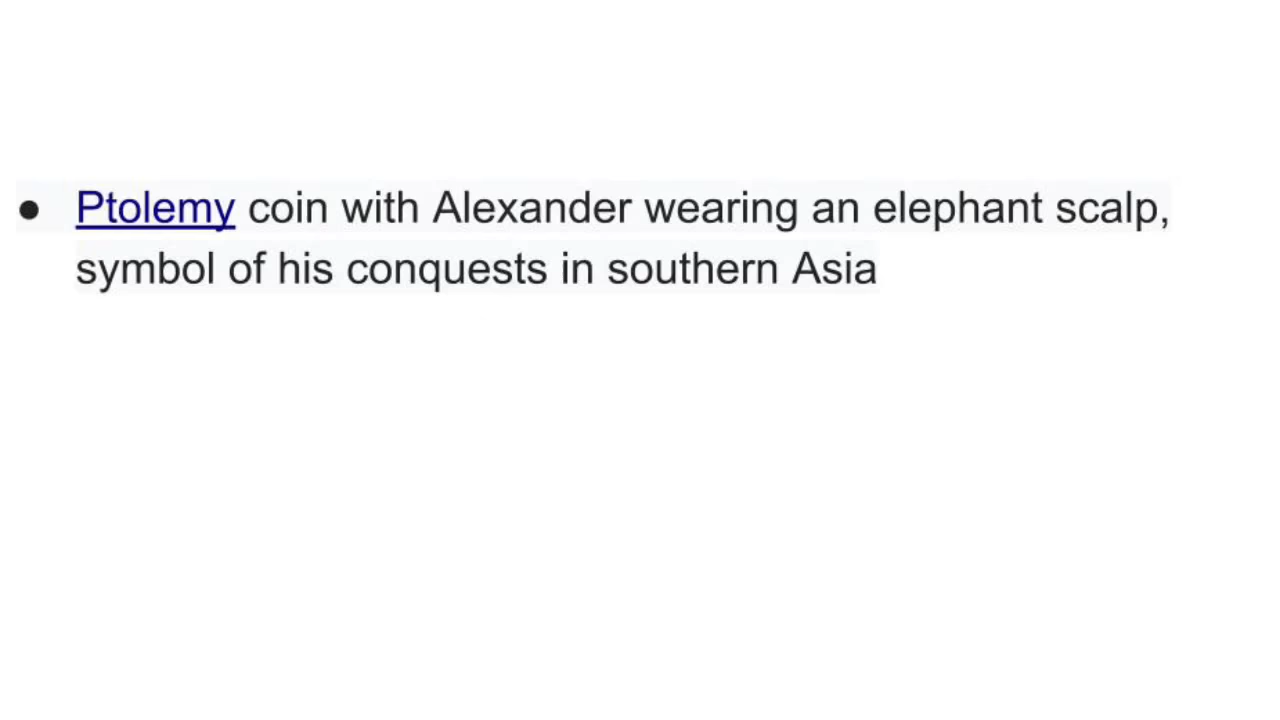 ● Ptolemy coin with Alexander wearing an elephant scalp,
symbol of his conquests in southern Asia